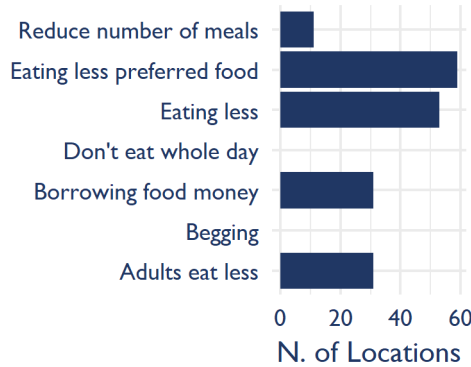 Reduce number of meals
Eating less preferred food
Eating less
Don't eat whole day
Borrowing food money
Begging
Adults eat less
0 20 40 60
N. of Locations